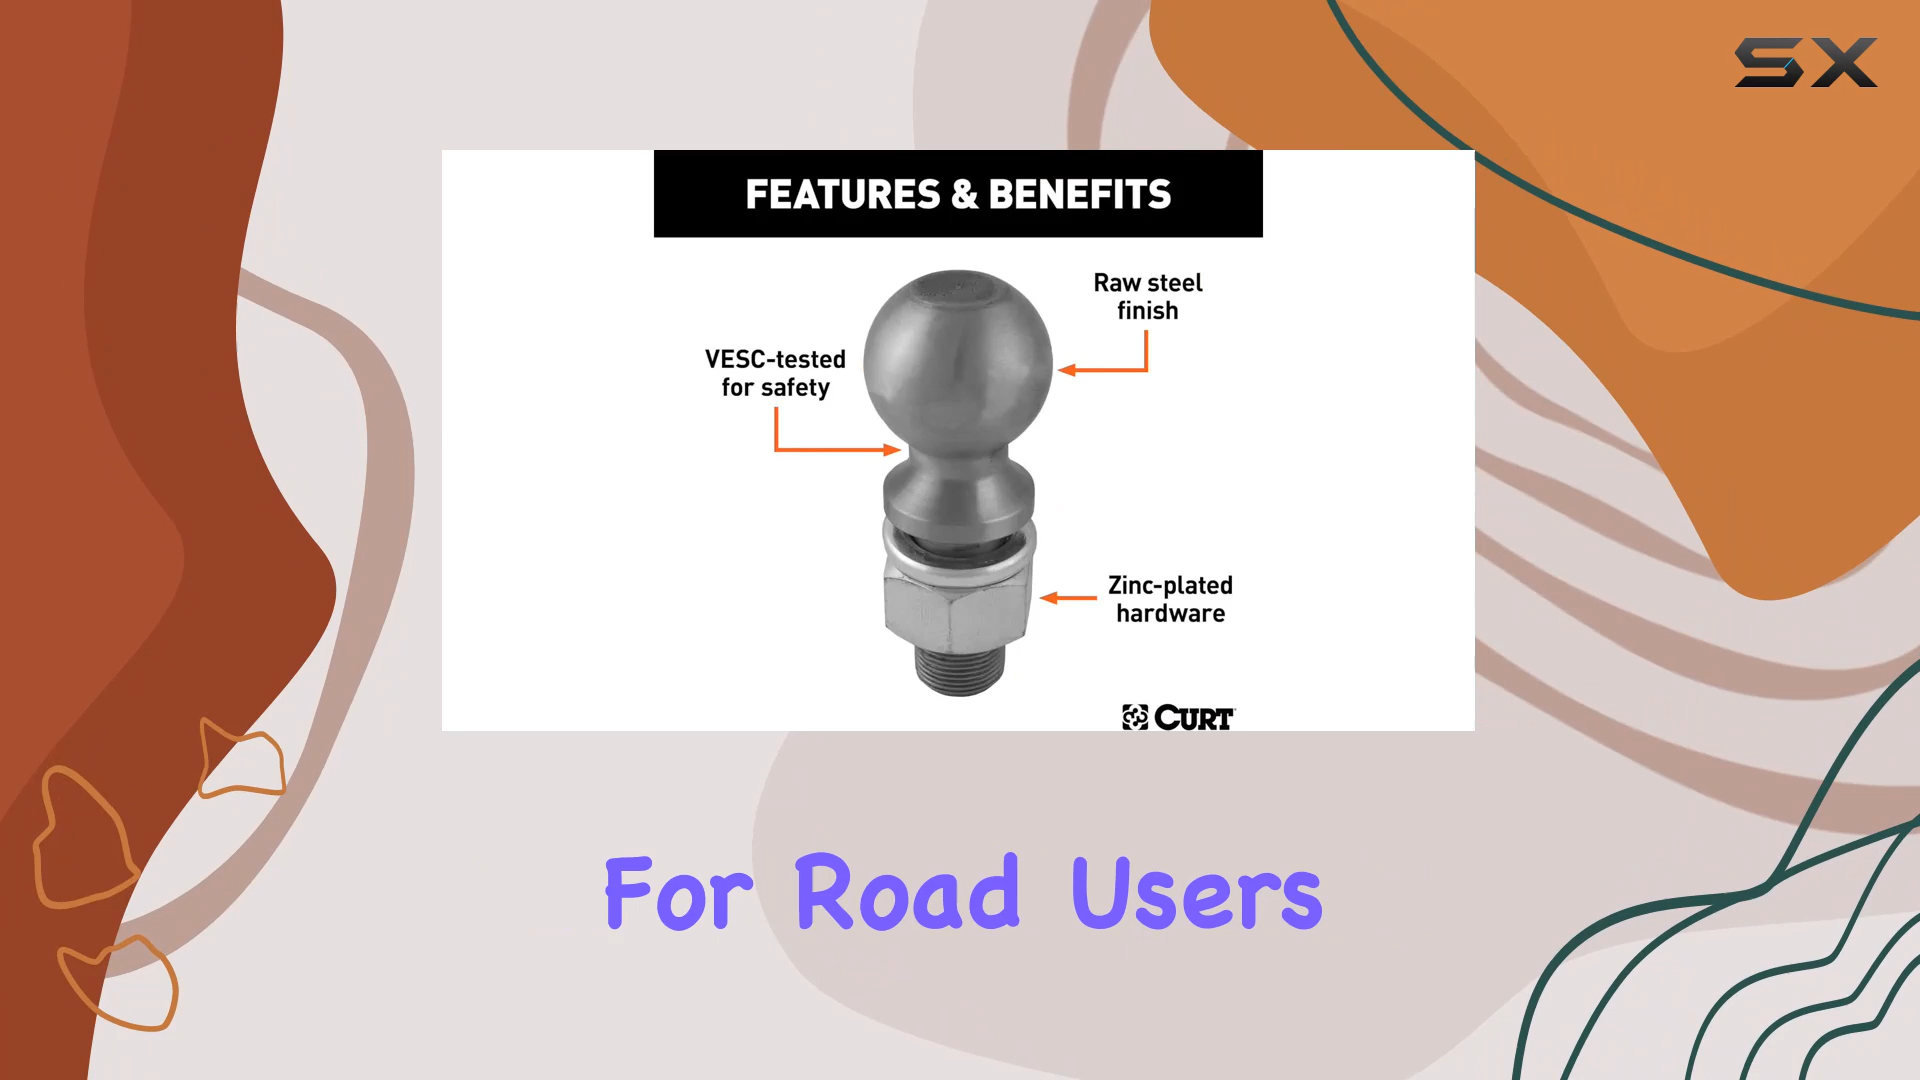 SX
FEATURES & BENEFITS
Raw steel
finish
VESC-tested
for safety
Zinc-plated
hardware
CURT
For Road Users